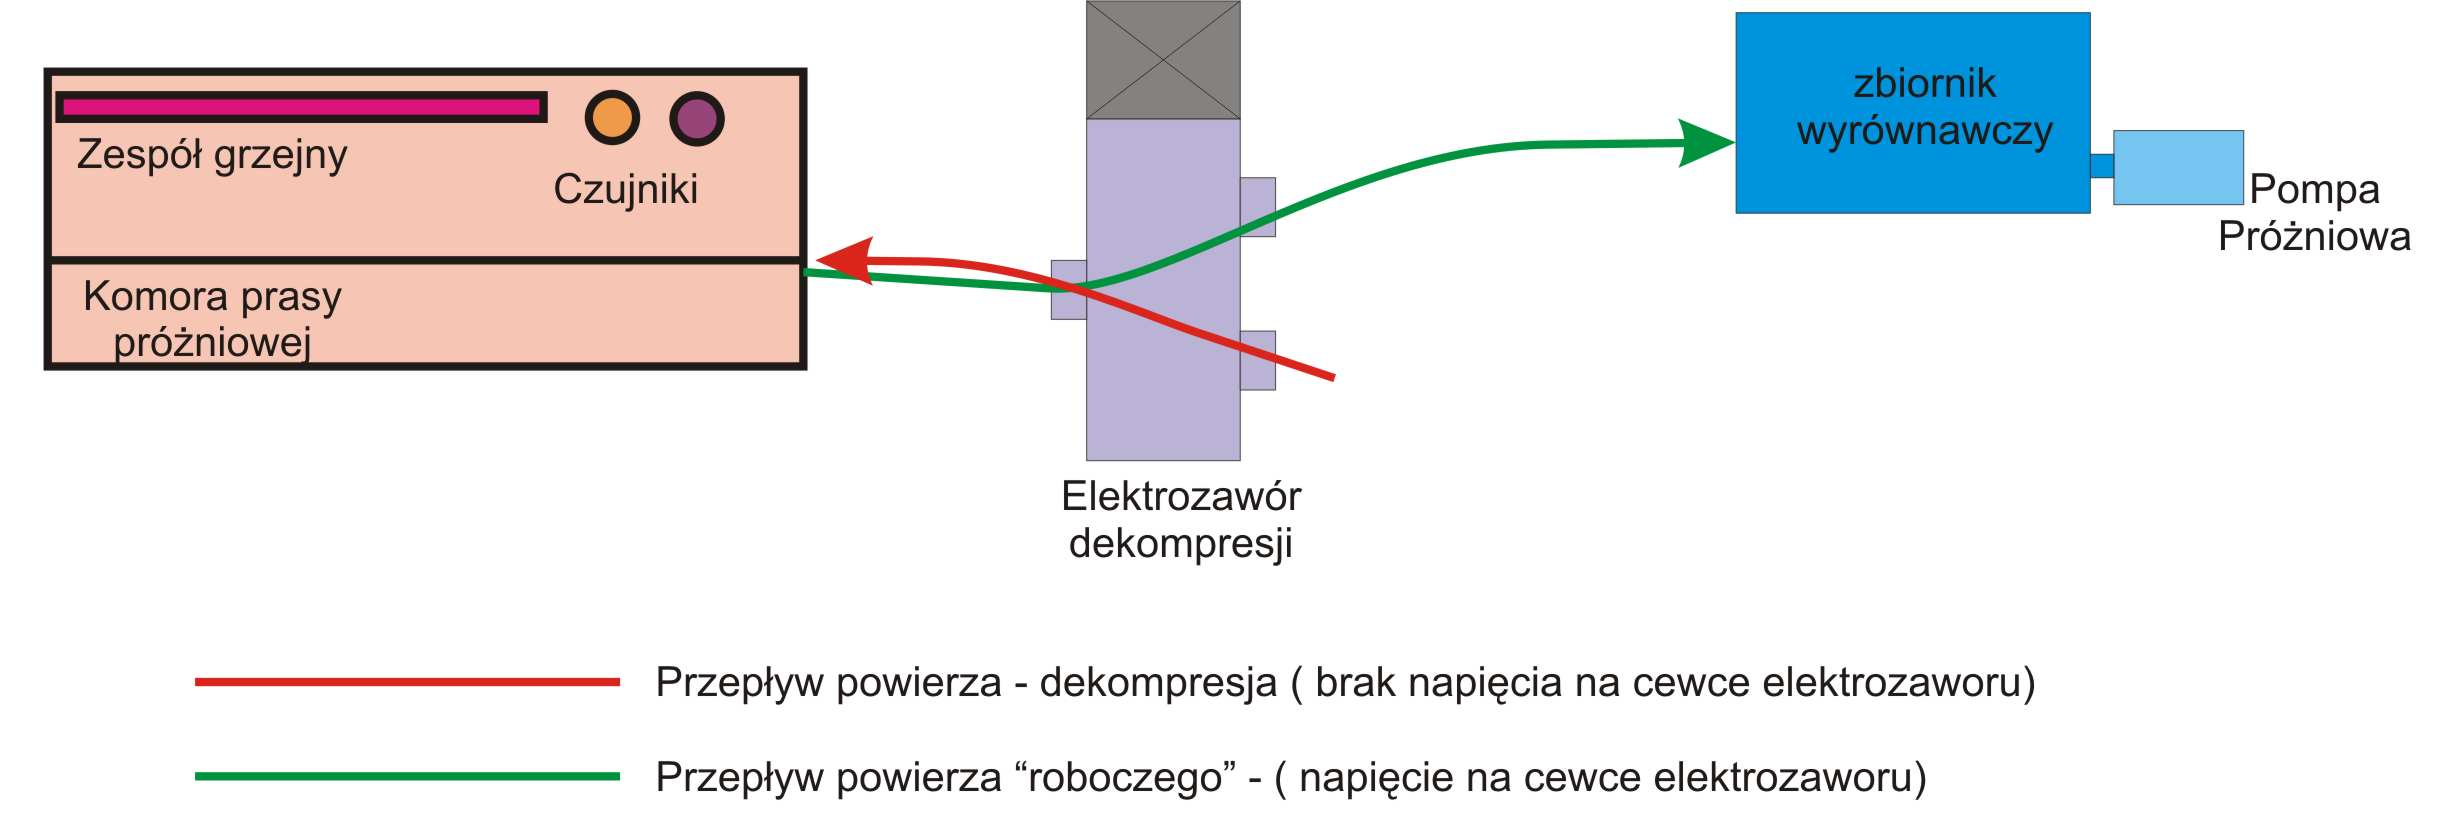 Zespół grzejny
Czujniki
Komora prasy
próżniowej
Elektrozawór
dekompresji
zbiornik
wyrównawczy
Pompa
Próżniowa
Przepływ powierza - dekompresja ( brak napięcia na cewce elektrozaworu)
Przepływ powierza “roboczego” - ( napięcie na cewce elektrozaworu)